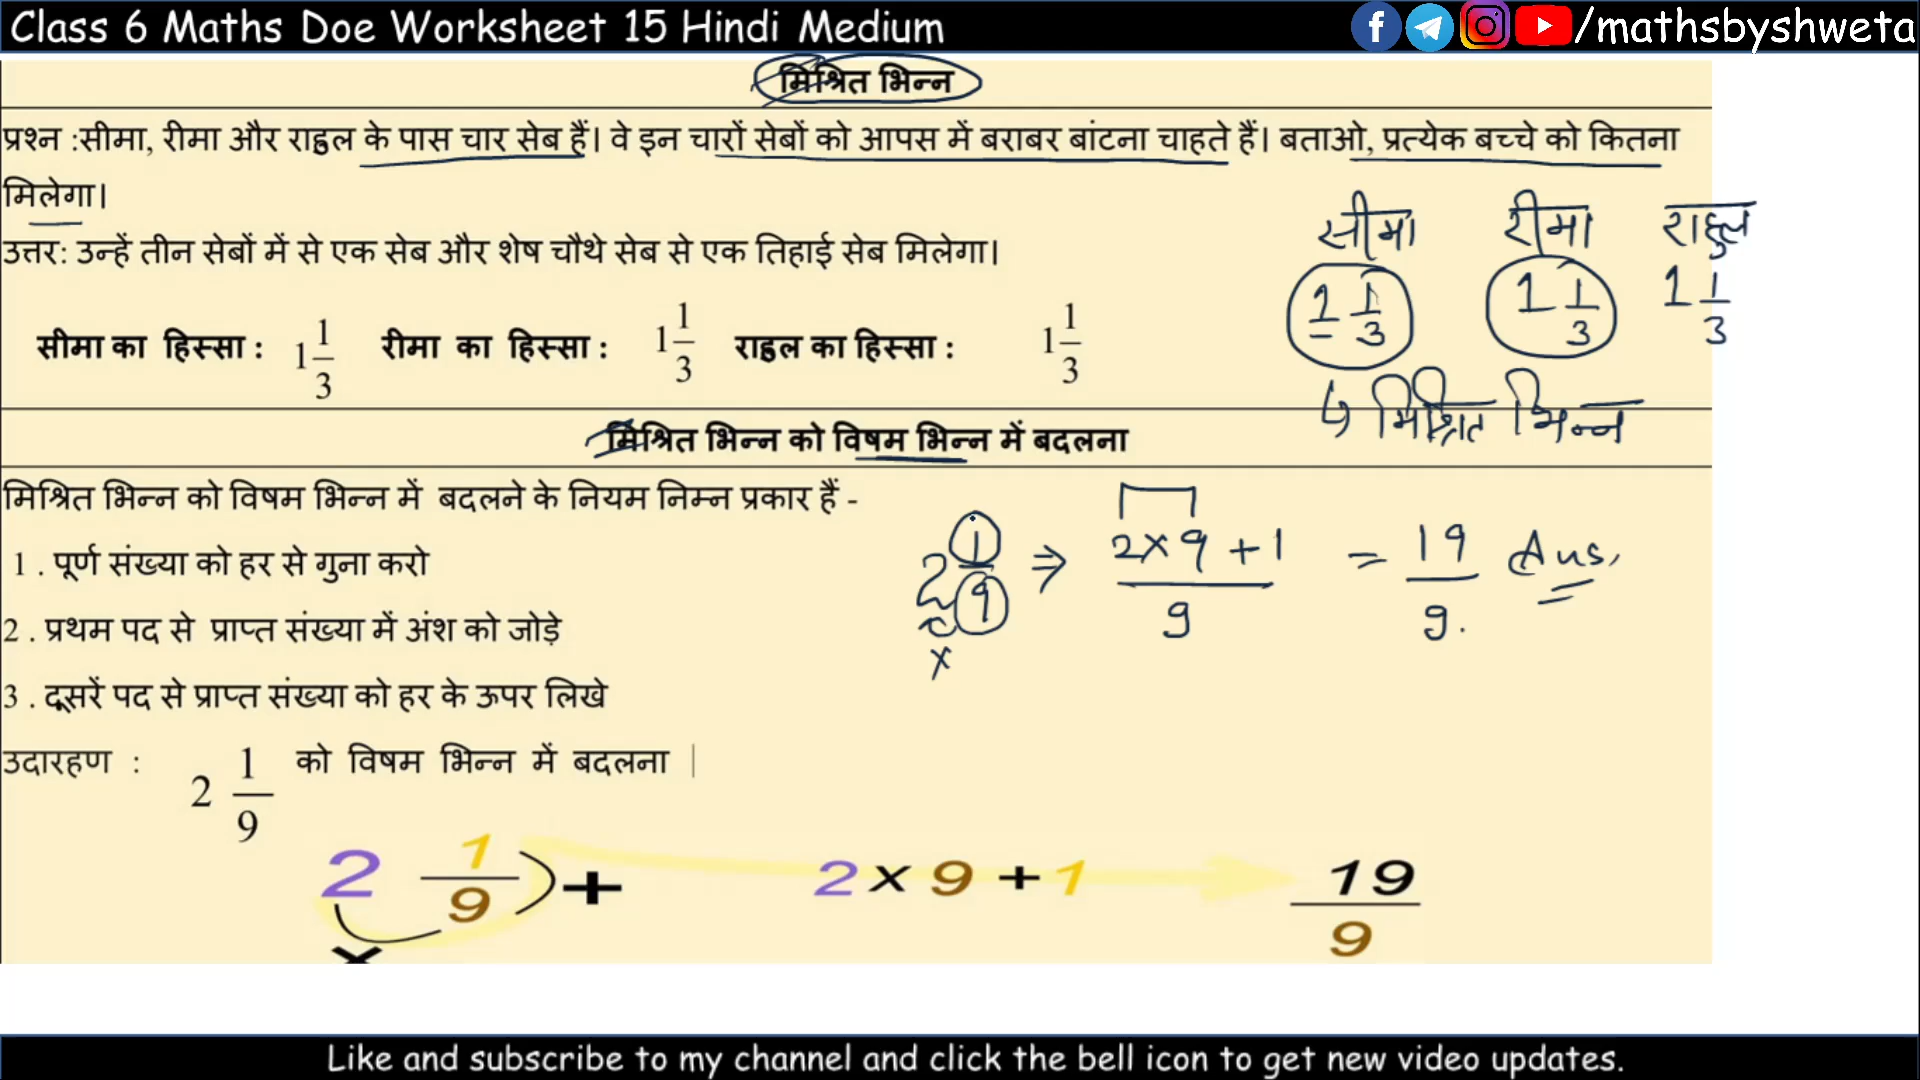 Class 6 Maths Doe Worksheet 15 Hindi Medium
/mathsbyshweta
मिश्रित भिन्न
प्रश्न :सीमा, रीमा और राहुल के पास चार सेब हैं। वे इन चारों सेबों को आपस में बराबर बांटना चाहते हैं। बताओ, प्रत्येक बच्चे को कितना
मिलेगा।
सीमा रीमा राहुल
1 1/3 1 1/3 1 1/3
उत्तर: उन्हें तीन सेबों में से एक सेब और शेष चौथे सेब से एक तिहाई सेब मिलेगा।
सीमा का हिस्सा : 1 1/3 रीमा का हिस्सा : 1 1/3 राहुल का हिस्सा : 1 1/3
↳ मिश्रित भिन्न
मिश्रित भिन्न को विषम भिन्न में बदलना
मिश्रित भिन्न को विषम भिन्न में बदलने के नियम निम्न प्रकार हैं -
1 . पूर्ण संख्या को हर से गुना करो
2 1/9 ⇒ 2×9+1/9 = 19/9. Ans.
×
2 . प्रथम पद से प्राप्त संख्या में अंश को जोड़े
3 . दूसरें पद से प्राप्त संख्या को हर के ऊपर लिखे
उदारहण : 2 1/9 को विषम भिन्न में बदलना |
2 1/9 + 2 × 9 + 1 19/9
×
Like and subscribe to my channel and click the bell icon to get new video updates.